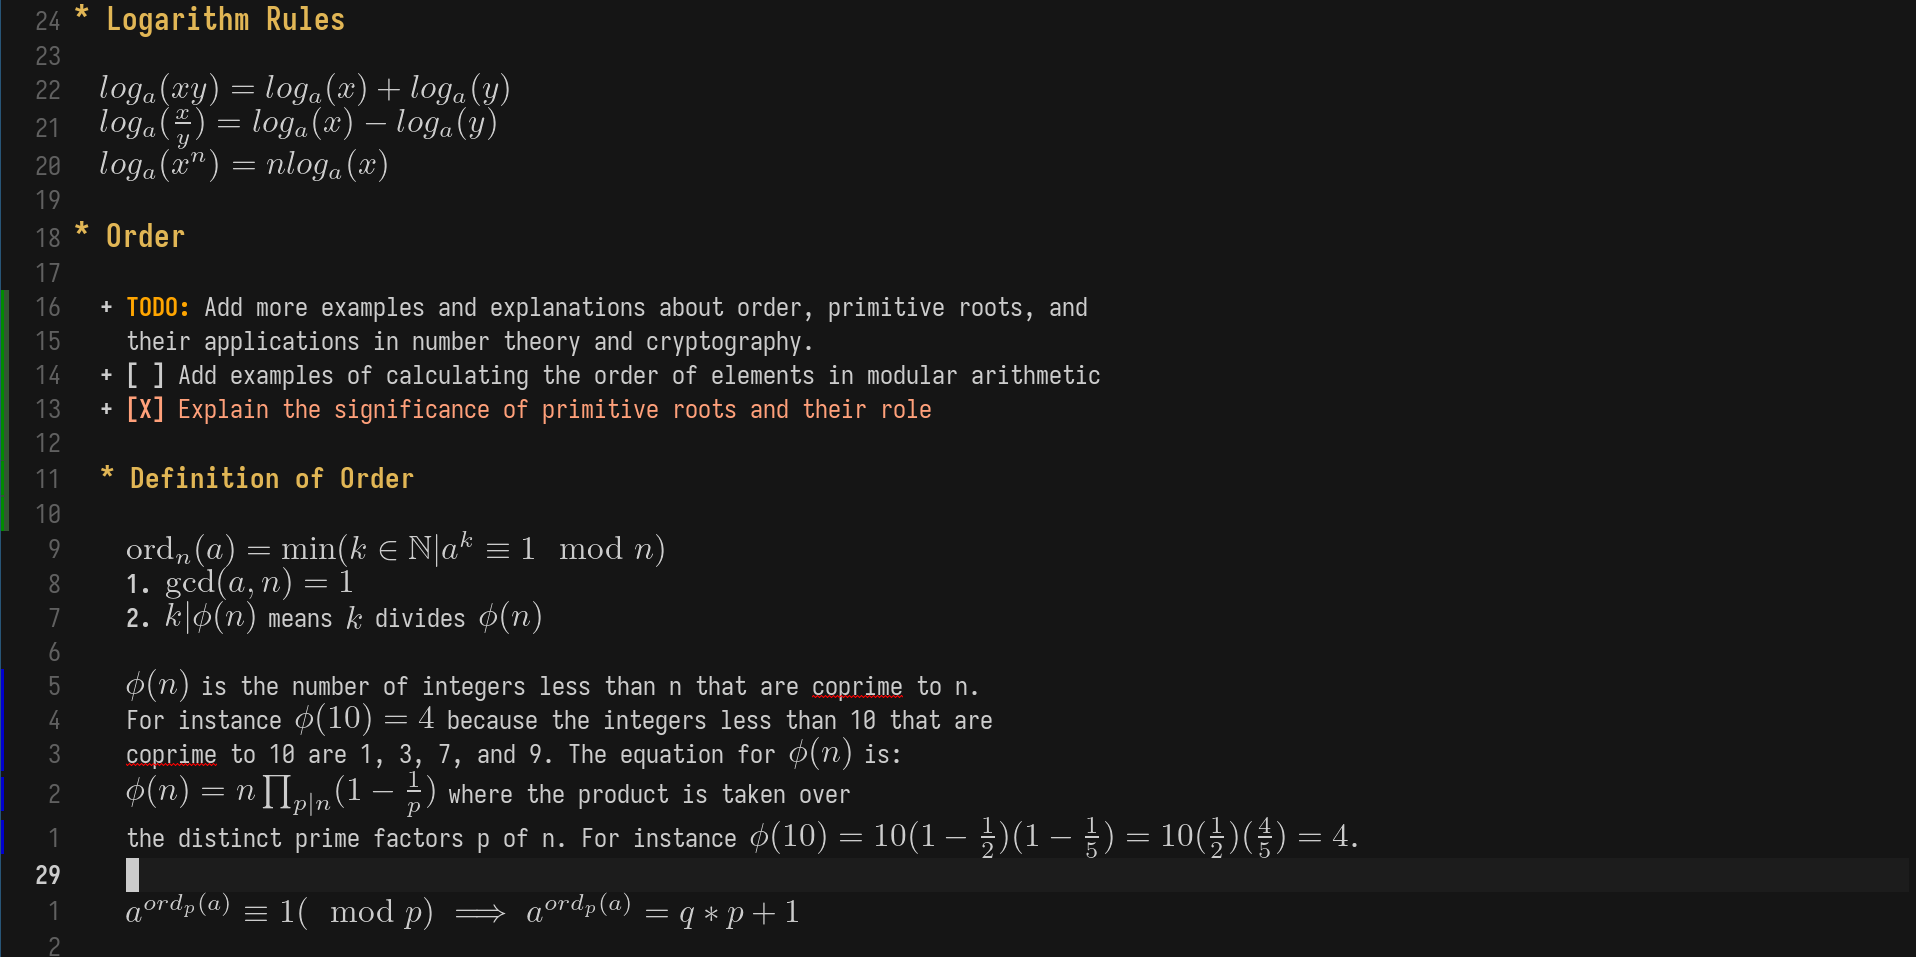 24 * Logarithm Rules
23
22 log_a(xy) = log_a(x) + log_a(y)
21 log_a(x/y) = log_a(x) − log_a(y)
20 log_a(x^n) = nlog_a(x)
19
18 * Order
17
16 + TODO: Add more examples and explanations about order, primitive roots, and
15 their applications in number theory and cryptography.
14 + [ ] Add examples of calculating the order of elements in modular arithmetic
13 + [X] Explain the significance of primitive roots and their role
12
11 * Definition of Order
10
9 ord_n(a) = min(k ∈ ℕ|a^k ≡ 1 mod n)
8 1. gcd(a, n) = 1
7 2. k|ϕ(n) means k divides ϕ(n)
6
5 ϕ(n) is the number of integers less than n that are coprime to n.
4 For instance ϕ(10) = 4 because the integers less than 10 that are
3 coprime to 10 are 1, 3, 7, and 9. The equation for ϕ(n) is:
2 ϕ(n) = n∏_{p|n}(1 − 1/p) where the product is taken over
1 the distinct prime factors p of n. For instance ϕ(10) = 10(1 − 1/2)(1 − 1/5) = 10(1/2)(4/5) = 4.
29
1 a^{ord_p(a)} ≡ 1( mod p) ⟹ a^{ord_p(a)} = q ∗ p + 1
2